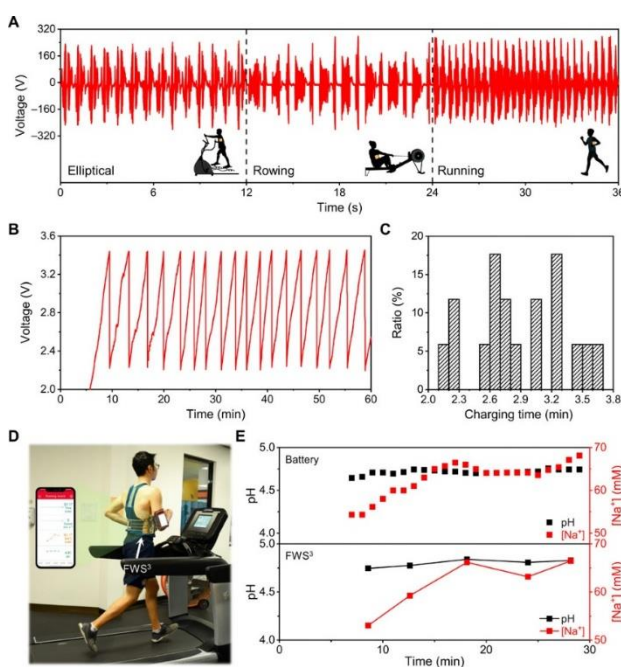 A
320
160
0
-160
-320
Voltage (V)
Elliptical
Rowing
Running
0 6 12 18 24 30 36
Time (s)
B
3.6
3.2
2.8
2.4
2.0
Voltage (V)
0 10 20 30 40 50 60
Time (min)
C
20
15
10
5
0
Ratio (%)
2.0 2.3 2.6 2.9 3.2 3.5 3.8
Charging time (min)
D
FWS³
E
5.0
4.5
4.0
pH
Battery
70
65
60
55
50
[Na⁺] (mM)
pH
[Na⁺]
5.0
4.5
4.0
pH
FWS³
70
65
60
55
50
[Na⁺] (mM)
pH
[Na⁺]
0 10 20 30
Time (min)